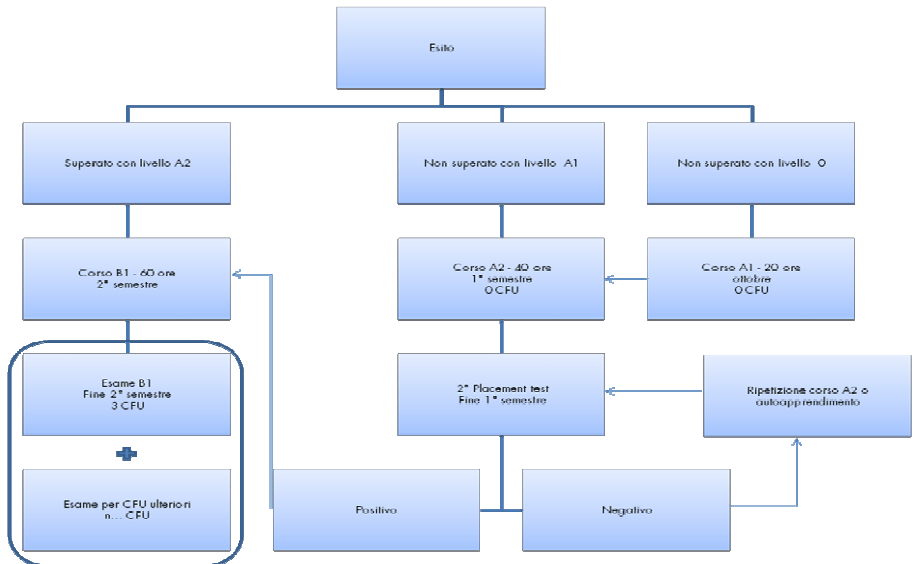 Esito
Superato con livello A2
Non superato con livello A1
Non superato con livello 0
Corso B1 - 60 ore
2° semestre
Corso A2 - 40 ore
1° semestre
0 CFU
Corso A1 - 20 ore
ottobre
0 CFU
Esame B1
Fine 2° semestre
3 CFU
2° Placement test
Fine 1° semestre
Ripetizione corso A2 o
autoapprendimento
Esame per CFU ulteriori
n... CFU
Positivo
Negativo